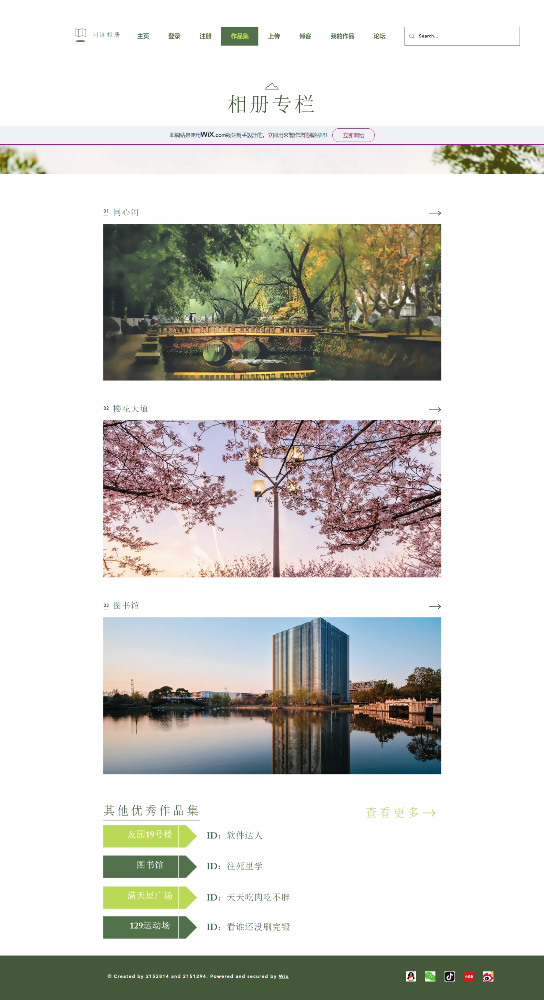 同济相册
主页 登录 注册 作品集 上传 博客 我的作品 论坛 Search...
相册专栏
此網站是使用WiX.com網站幫手設計的。立即用來製作您的網站吧! 立即開始
01 同心河
02 樱花大道
03 图书馆
其他优秀作品集 查看更多
友园19号楼 ID：软件达人
图书馆 ID：往死里学
满天星广场 ID：天天吃肉吃不胖
129运动场 ID：看谁还没刷完锻
© Created by 2152814 and 2151294. Powered and secured by Wix
小红书